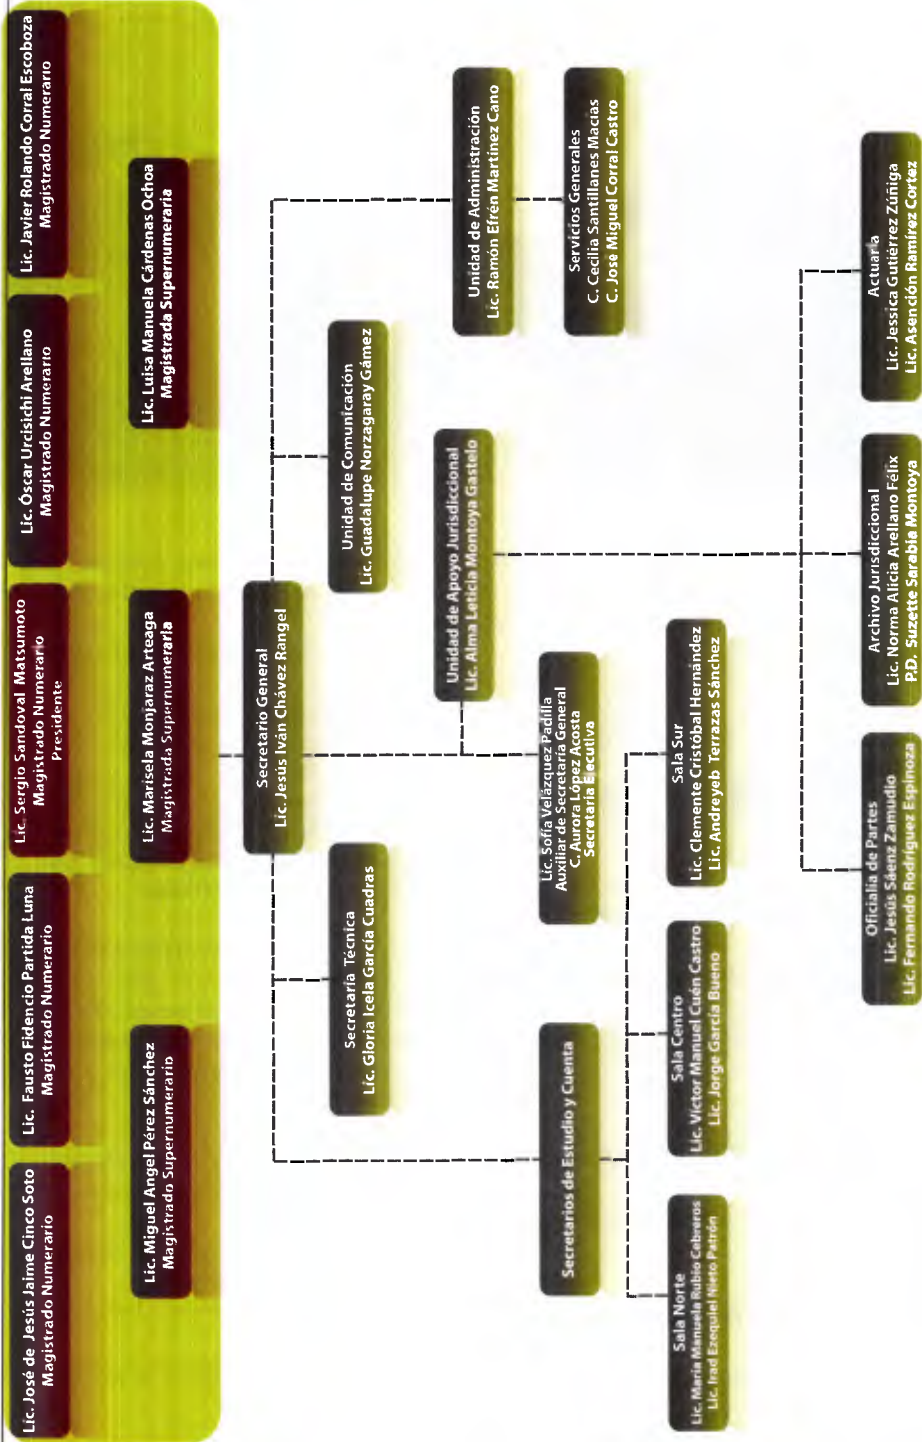 Lic. José de Jesús Jaime Cinco Soto
Magistrado Numerario
Lic. Fausto Fidencio Partida Luna
Magistrado Numerario
Lic. Sergio Sandoval Matsumoto
Magistrado Numerario
Presidente
Lic. Óscar Urcisichi Arellano
Magistrado Numerario
Lic. Javier Rolando Corral Escoboza
Magistrado Numerario
Lic. Miguel Angel Pérez Sánchez
Magistrado Supernumerario
Lic. Marisela Monjaraz Arteaga
Magistrada Supernumeraria
Lic. Luisa Manuela Cárdenas Ochoa
Magistrada Supernumeraria
Secretario General
Lic. Jesús Iván Chávez Rangel
Secretaría Técnica
Lic. Gloria Icela García Cuadras
Unidad de Comunicación
Lic. Guadalupe Norzagaray Gámez
Unidad de Administración
Lic. Ramón Efrén Martínez Cano
Servicios Generales
C. Cecilia Santillanes Macías
C. José Miguel Corral Castro
Unidad de Apoyo Jurisdiccional
Lic. Alma Leticia Montoya Gastelo
Lic. Sofía Velázquez Padilla
Auxiliar de Secretaría General
C. Aurora López Acosta
Secretaria Ejecutiva
Secretarios de Estudio y Cuenta
Sala Norte
Lic. María Manuela Rubio Cebreros
Lic. Irad Ezequiel Nieto Patrón
Sala Centro
Lic. Víctor Manuel Cuén Castro
Lic. Jorge García Bueno
Sala Sur
Lic. Clemente Cristóbal Hernández
Lic. Andreyeb Terrazas Sánchez
Oficialia de Partes
Lic. Jesús Sáenz Zamudio
Lic. Fernando Rodríguez Espinoza
Archivo Jurisdiccional
Lic. Norma Alicia Arellano Félix
P.D. Suzette Sarabia Montoya
Actuaría
Lic. Jessica Gutiérrez Zúñiga
Lic. Asención Ramírez Cortez